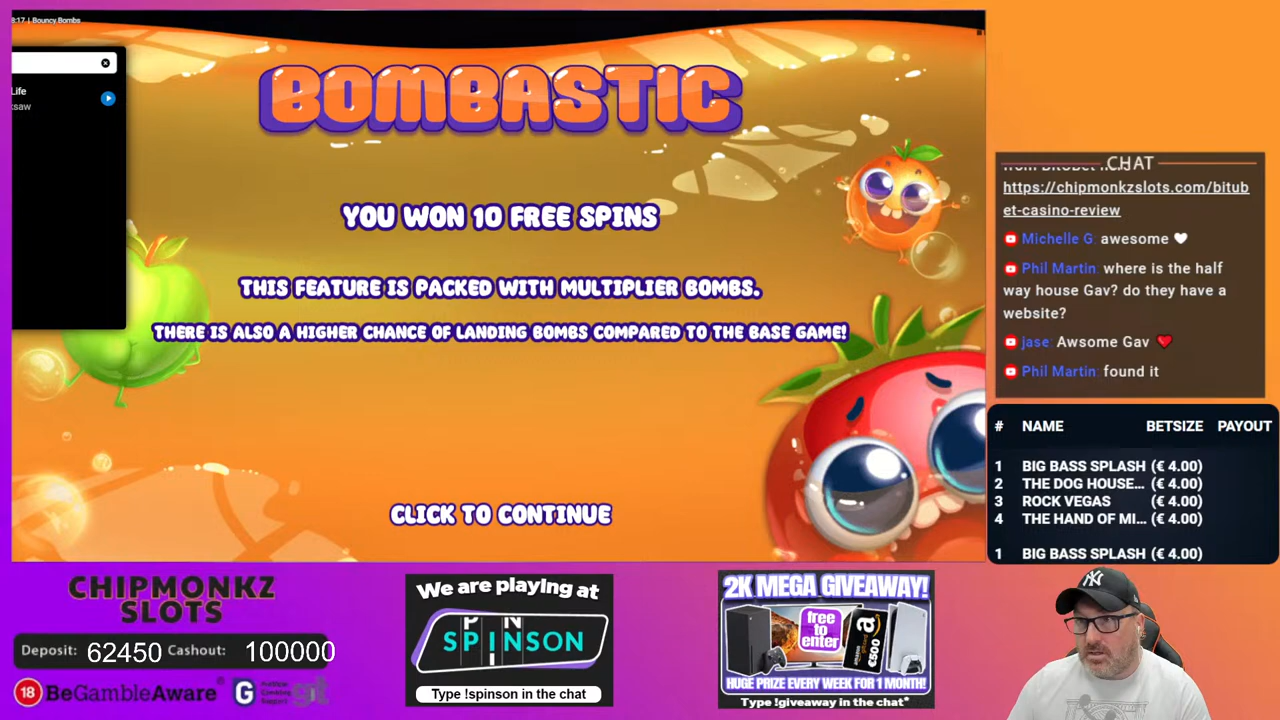 8:17 | Bouncy Bombs
Life
xsaw
BOMBASTIC
YOU WON 10 FREE SPINS
THIS FEATURE IS PACKED WITH MULTIPLIER BOMBS.
THERE IS ALSO A HIGHER CHANCE OF LANDING BOMBS COMPARED TO THE BASE GAME!
CLICK TO CONTINUE
CHAT
https://chipmonkzslots.com/bitub
et-casino-review
Michelle G: awesome 🤍
Phil Martin: where is the half
way house Gav? do they have a
website?
jase: Awsome Gav ❤️
Phil Martin: found it
# NAME BETSIZE PAYOUT
1 BIG BASS SPLASH (€ 4.00)
2 THE DOG HOUSE... (€ 4.00)
3 ROCK VEGAS (€ 4.00)
4 THE HAND OF MI... (€ 4.00)
1 BIG BASS SPLASH (€ 4.00)
CHIPMONKZ
SLOTS
Deposit: 62450 Cashout: 100000
18 BeGambleAware®
We are playing at
SPINSON
Type !spinson in the chat
2K MEGA GIVEAWAY!
free
to
enter
a
€500
HUGE PRIZE EVERY WEEK FOR 1 MONTH!
Type !giveaway in the chat*